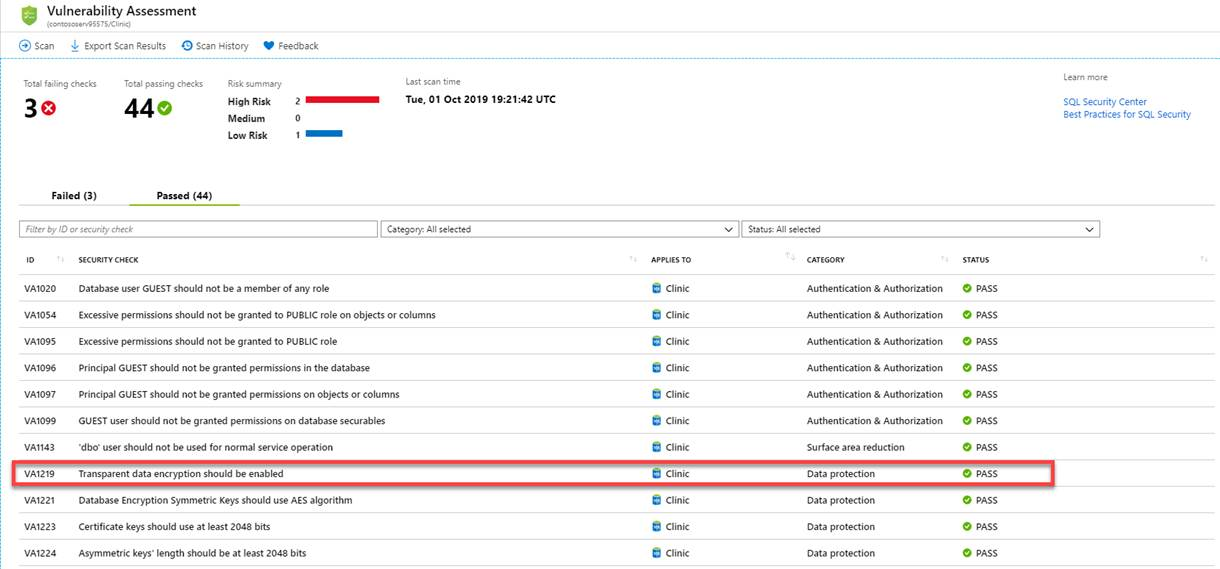 Vulnerability Assessment
(contososerv95575/Clinic)
Scan Export Scan Results Scan History Feedback
Total failing checks Total passing checks Risk summary Last scan time Learn more
3 44 High Risk 2 Tue, 01 Oct 2019 19:21:42 UTC SQL Security Center
Medium 0 Best Practices for SQL Security
Low Risk 1
Failed (3) Passed (44)
Filter by ID or security check Category: All selected Status: All selected
ID SECURITY CHECK APPLIES TO CATEGORY STATUS
VA1020 Database user GUEST should not be a member of any role Clinic Authentication & Authorization PASS
VA1054 Excessive permissions should not be granted to PUBLIC role on objects or columns Clinic Authentication & Authorization PASS
VA1095 Excessive permissions should not be granted to PUBLIC role Clinic Authentication & Authorization PASS
VA1096 Principal GUEST should not be granted permissions in the database Clinic Authentication & Authorization PASS
VA1097 Principal GUEST should not be granted permissions on objects or columns Clinic Authentication & Authorization PASS
VA1099 GUEST user should not be granted permissions on database securables Clinic Authentication & Authorization PASS
VA1143 'dbo' user should not be used for normal service operation Clinic Surface area reduction PASS
VA1219 Transparent data encryption should be enabled Clinic Data protection PASS
VA1221 Database Encryption Symmetric Keys should use AES algorithm Clinic Data protection PASS
VA1223 Certificate keys should use at least 2048 bits Clinic Data protection PASS
VA1224 Asymmetric keys' length should be at least 2048 bits Clinic Data protection PASS